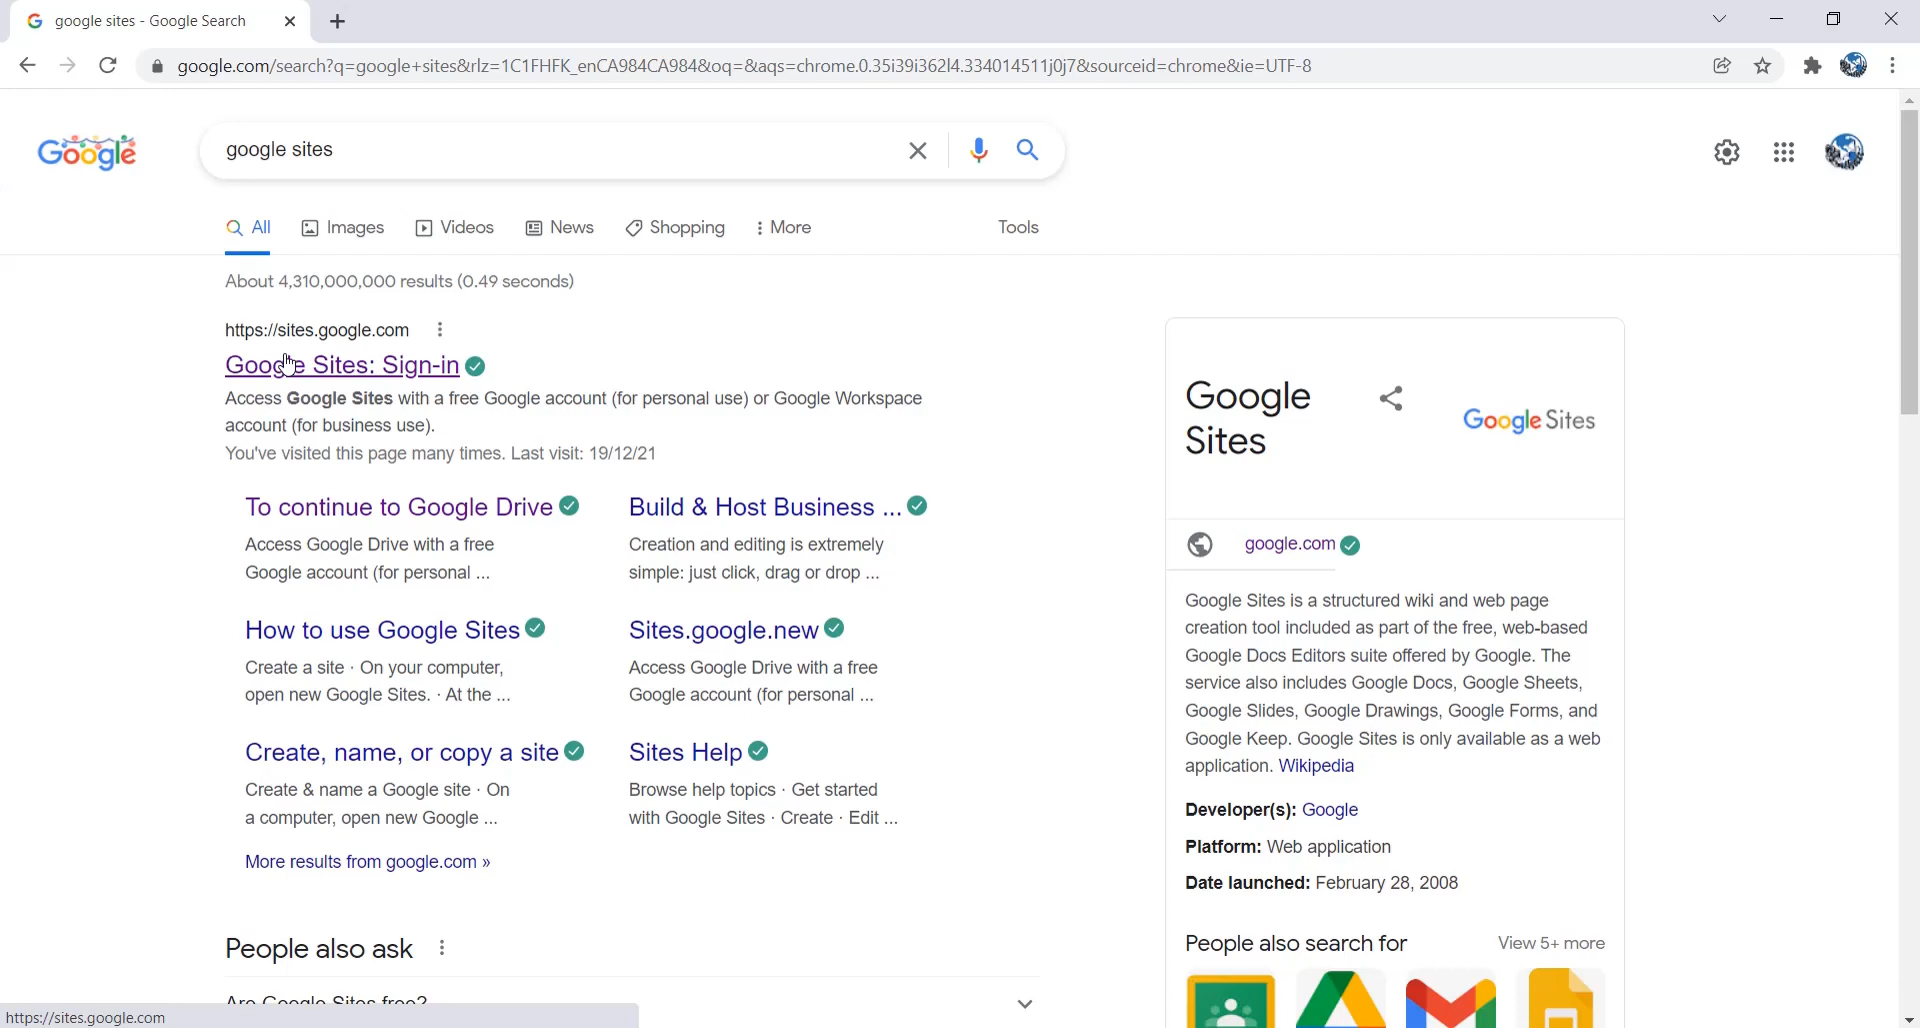 google sites - Google Search
google.com/search?q=google+sites&rlz=1C1FHFK_enCA984CA984&oq=&aqs=chrome.0.35i39i362l4.334014511j0j7&sourceid=chrome&ie=UTF-8
Google
google sites
All
Images
Videos
News
Shopping
More
Tools
About 4,310,000,000 results (0.49 seconds)
https://sites.google.com
Google Sites: Sign-in
Access Google Sites with a free Google account (for personal use) or Google Workspace
account (for business use).
You've visited this page many times. Last visit: 19/12/21
To continue to Google Drive
Access Google Drive with a free
Google account (for personal ...
Build & Host Business ...
Creation and editing is extremely
simple: just click, drag or drop ...
How to use Google Sites
Create a site · On your computer,
open new Google Sites. · At the ...
Sites.google.new
Access Google Drive with a free
Google account (for personal ...
Create, name, or copy a site
Create & name a Google site · On
a computer, open new Google ...
Sites Help
Browse help topics · Get started
with Google Sites · Create · Edit ...
More results from google.com »
People also ask
Are Google Sites free?
Google
Sites
Google Sites
google.com
Google Sites is a structured wiki and web page
creation tool included as part of the free, web-based
Google Docs Editors suite offered by Google. The
service also includes Google Docs, Google Sheets,
Google Slides, Google Drawings, Google Forms, and
Google Keep. Google Sites is only available as a web
application. Wikipedia
Developer(s): Google
Platform: Web application
Date launched: February 28, 2008
People also search for
View 5+ more
https://sites.google.com